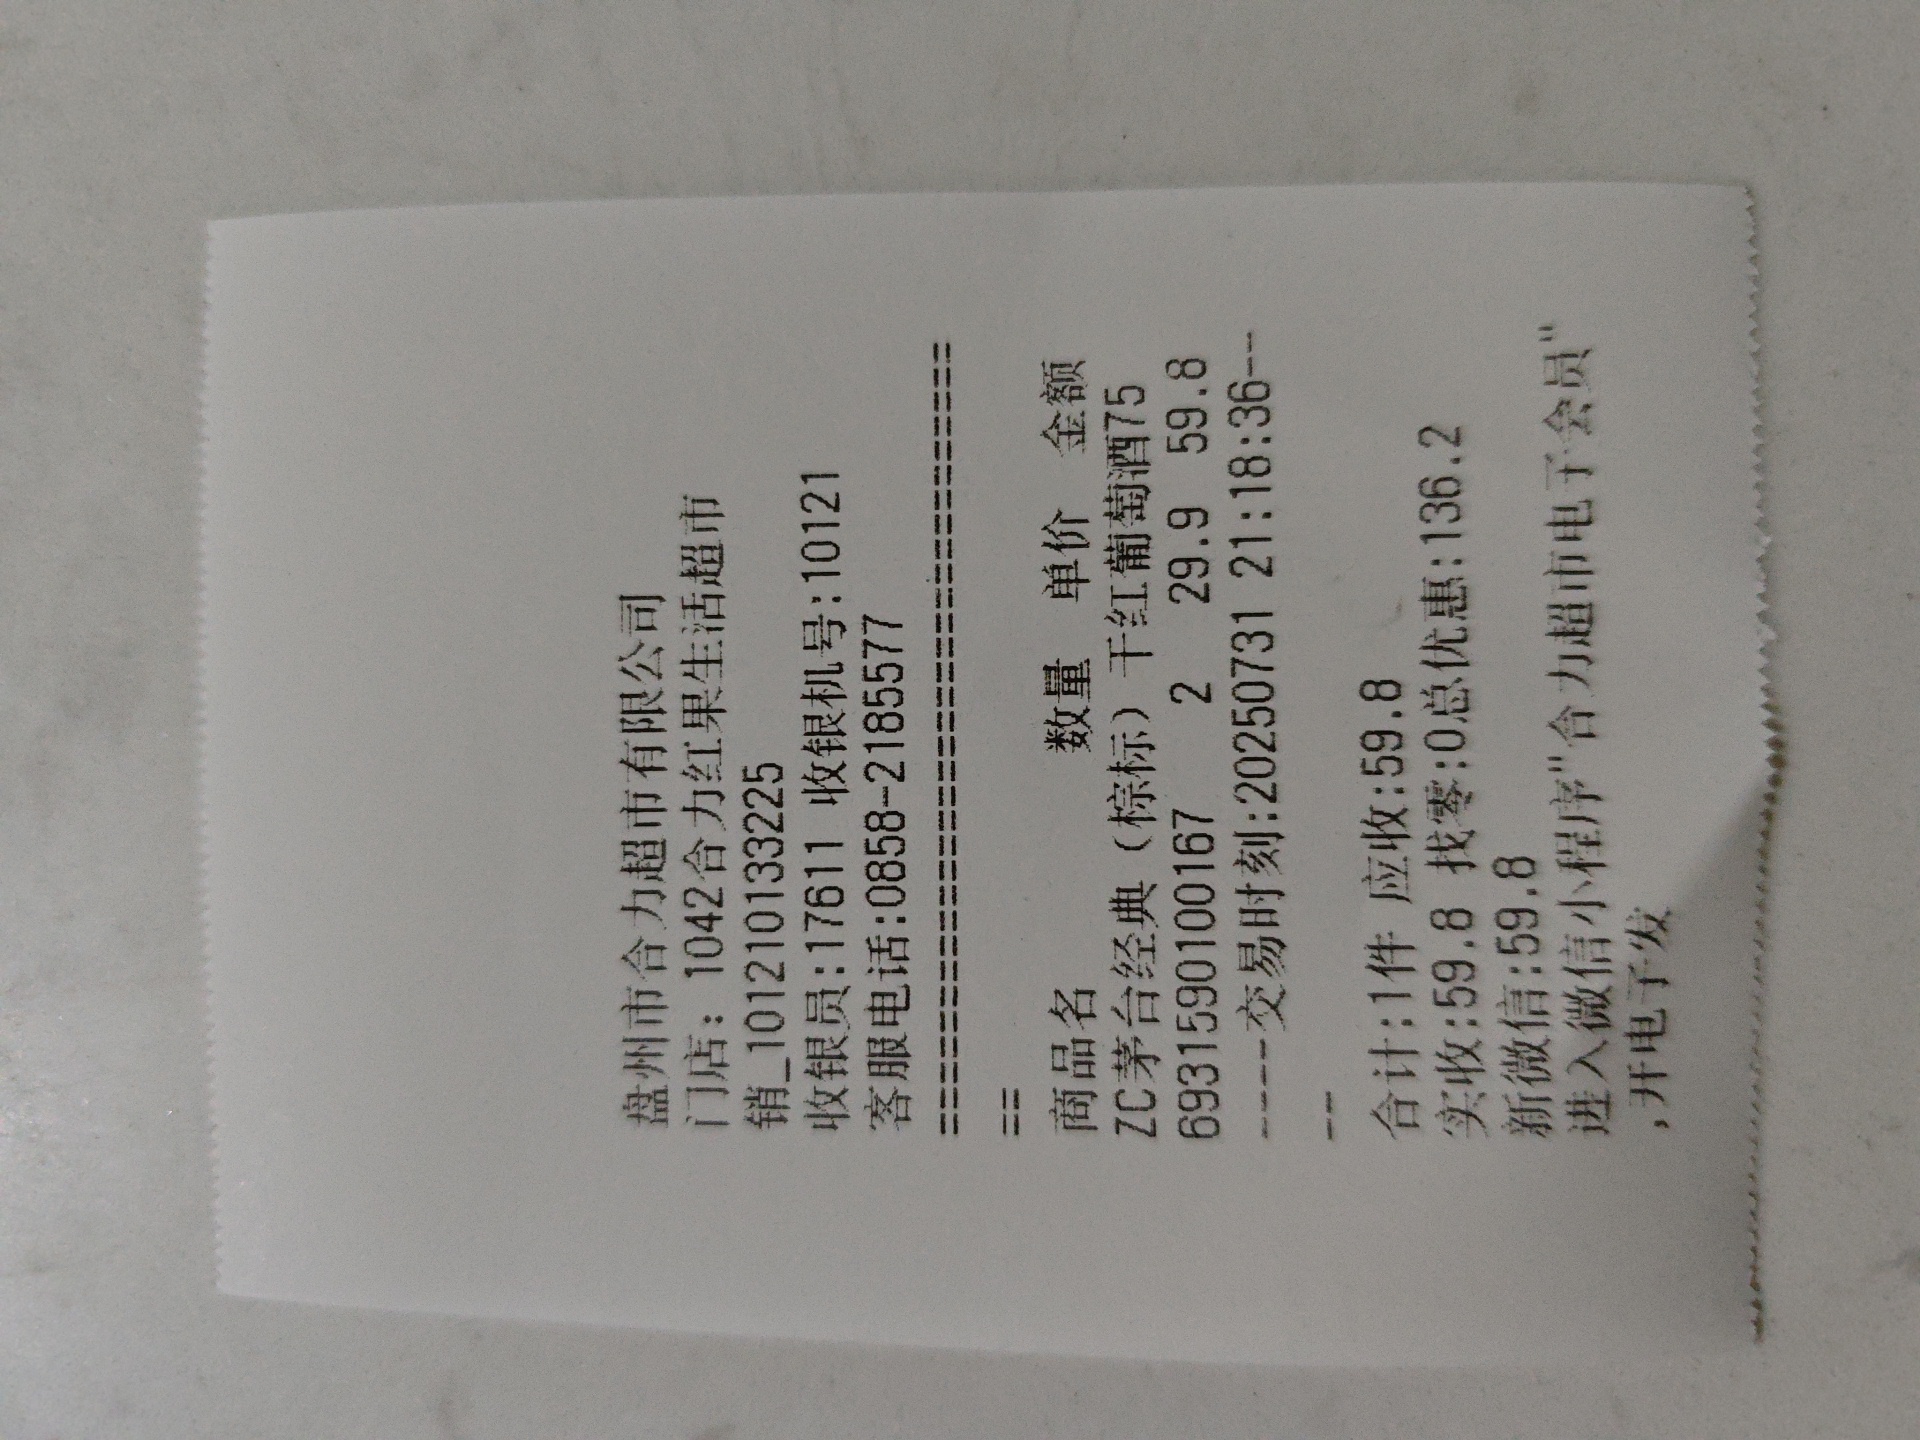 盘州市合力超市有限公司
门店: 1042合力红果生活超市
销_101210133225
收银员:17611 收银机号:10121
客服电话:0858-2185577
========================================
==
商品名 数量 单价 金额
ZC茅台经典（棕标）干红葡萄酒75
6931590100167 2 29.9 59.8
-----交易时刻:20250731 21:18:36--
--
合计:1件 应收:59.8
实收:59.8 找零:0总优惠:136.2
新微信:59.8
进入微信小程序"合力超市电子会员"
,开电子发